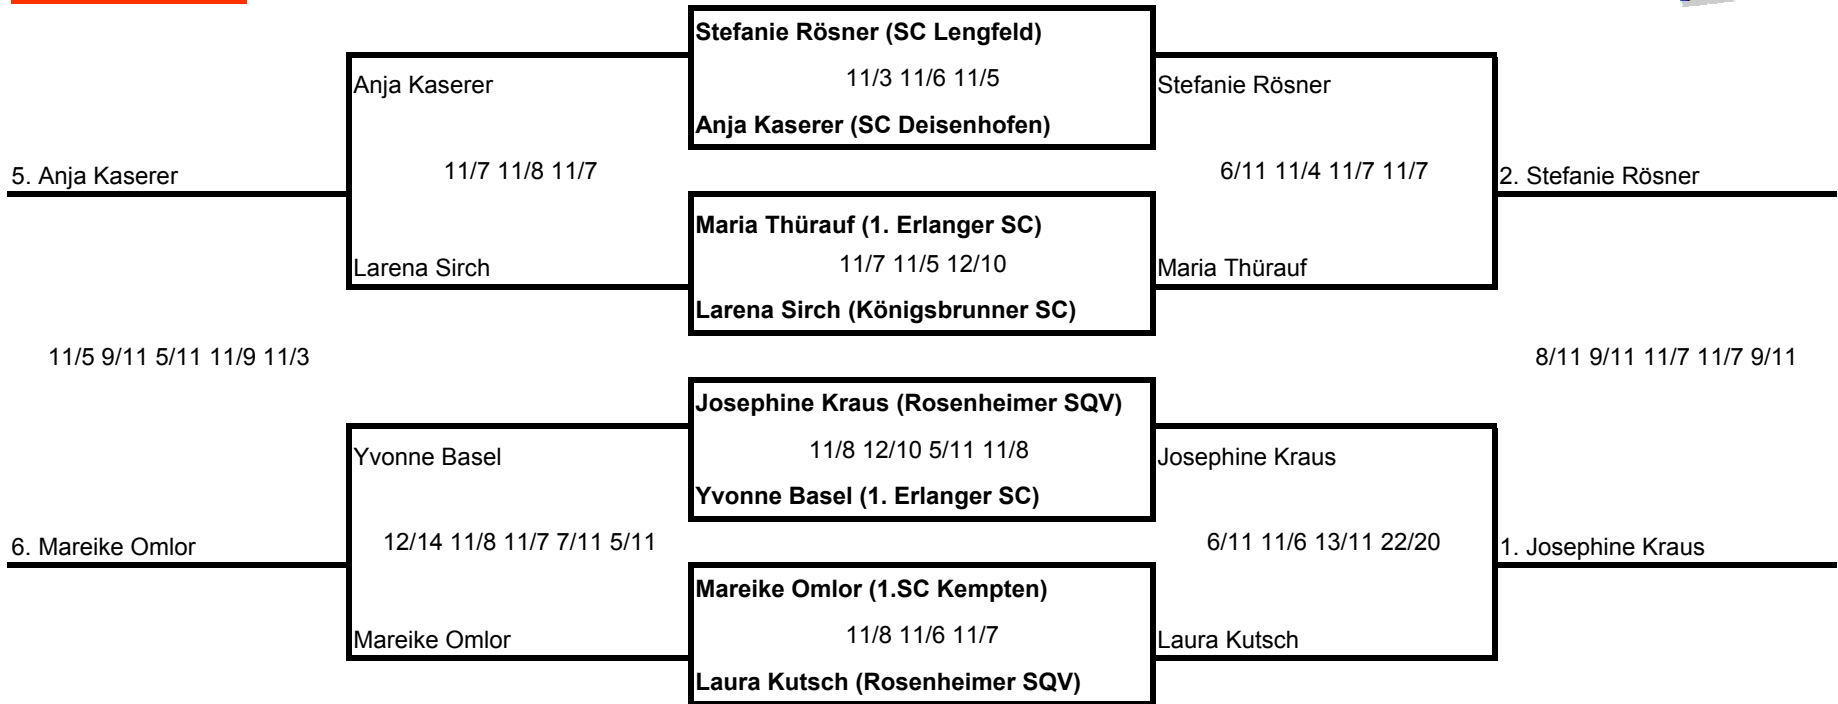 Stefanie Rösner (SC Lengfeld)
Anja Kaserer
11/3 11/6 11/5
Stefanie Rösner
Anja Kaserer (SC Deisenhofen)
5. Anja Kaserer
11/7 11/8 11/7
6/11 11/4 11/7 11/7
2. Stefanie Rösner
Maria Thürauf (1. Erlanger SC)
Larena Sirch
11/7 11/5 12/10
Maria Thürauf
Larena Sirch (Königsbrunner SC)
11/5 9/11 5/11 11/9 11/3
8/11 9/11 11/7 11/7 9/11
Josephine Kraus (Rosenheimer SQV)
Yvonne Basel
11/8 12/10 5/11 11/8
Josephine Kraus
Yvonne Basel (1. Erlanger SC)
6. Mareike Omlor
12/14 11/8 11/7 7/11 5/11
6/11 11/6 13/11 22/20
1. Josephine Kraus
Mareike Omlor (1.SC Kempten)
Mareike Omlor
11/8 11/6 11/7
Laura Kutsch
Laura Kutsch (Rosenheimer SQV)